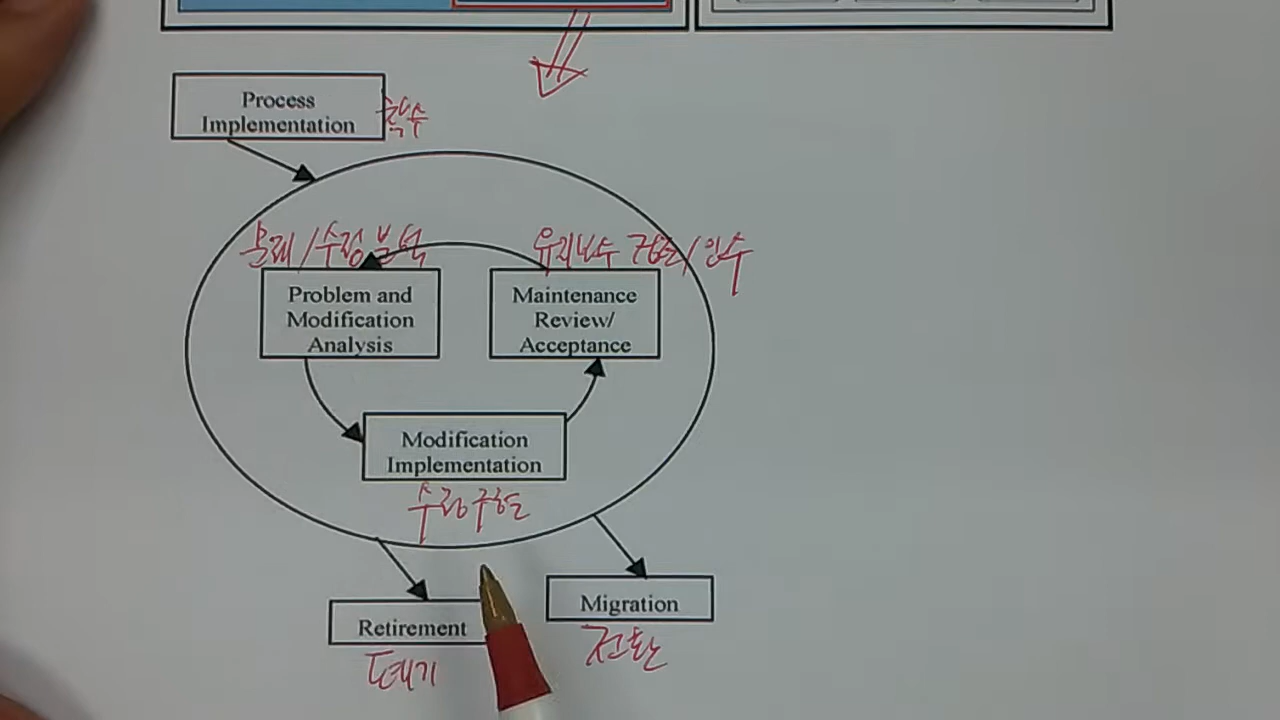 Process
Implementation
착수
문제/수정 분석
유지보수 검토/인수
Problem and
Modification
Analysis
Maintenance
Review/
Acceptance
Modification
Implementation
수정구현
Retirement
Migration
폐기
전환